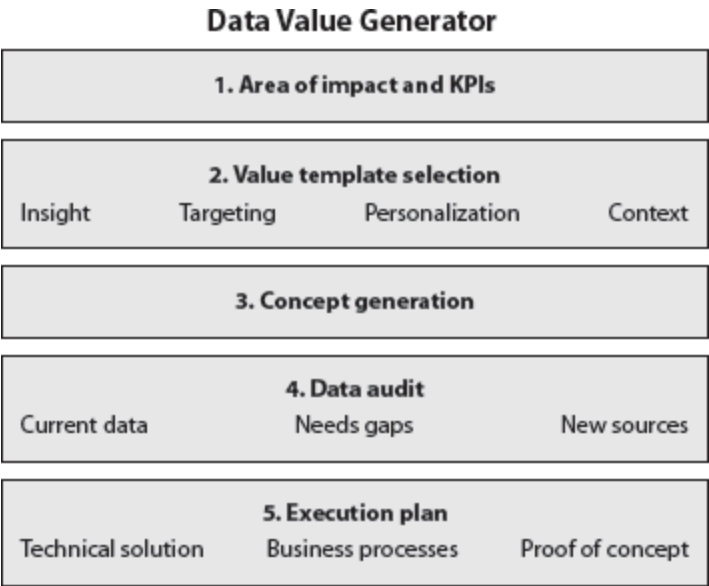 Data Value Generator
1. Area of impact and KPIs
2. Value template selection
Insight Targeting Personalization Context
3. Concept generation
4. Data audit
Current data Needs gaps New sources
5. Execution plan
Technical solution Business processes Proof of concept